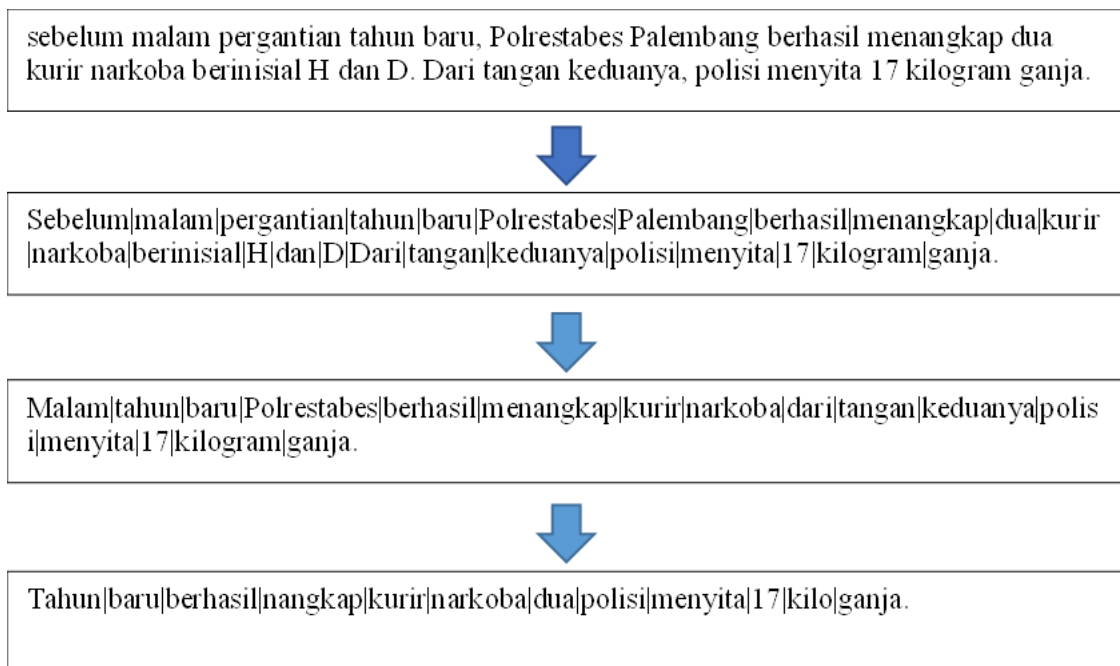 sebelum malam pergantian tahun baru, Polrestabes Palembang berhasil menangkap dua
kurir narkoba berinisial H dan D. Dari tangan keduanya, polisi menyita 17 kilogram ganja.
Sebelum|malam|pergantian|tahun|baru|Polrestabes|Palembang|berhasil|menangkap|dua|kurir
|narkoba|berinisial|H|dan|D|Dari|tangan|keduanya|polisi|menyita|17|kilogram|ganja.
Malam|tahun|baru|Polrestabes|berhasil|menangkap|kurir|narkoba|dari|tangan|keduanya|polis
i|menyita|17|kilogram|ganja.
Tahun|baru|berhasil|nangkap|kurir|narkoba|dua|polisi|menyita|17|kilo|ganja.